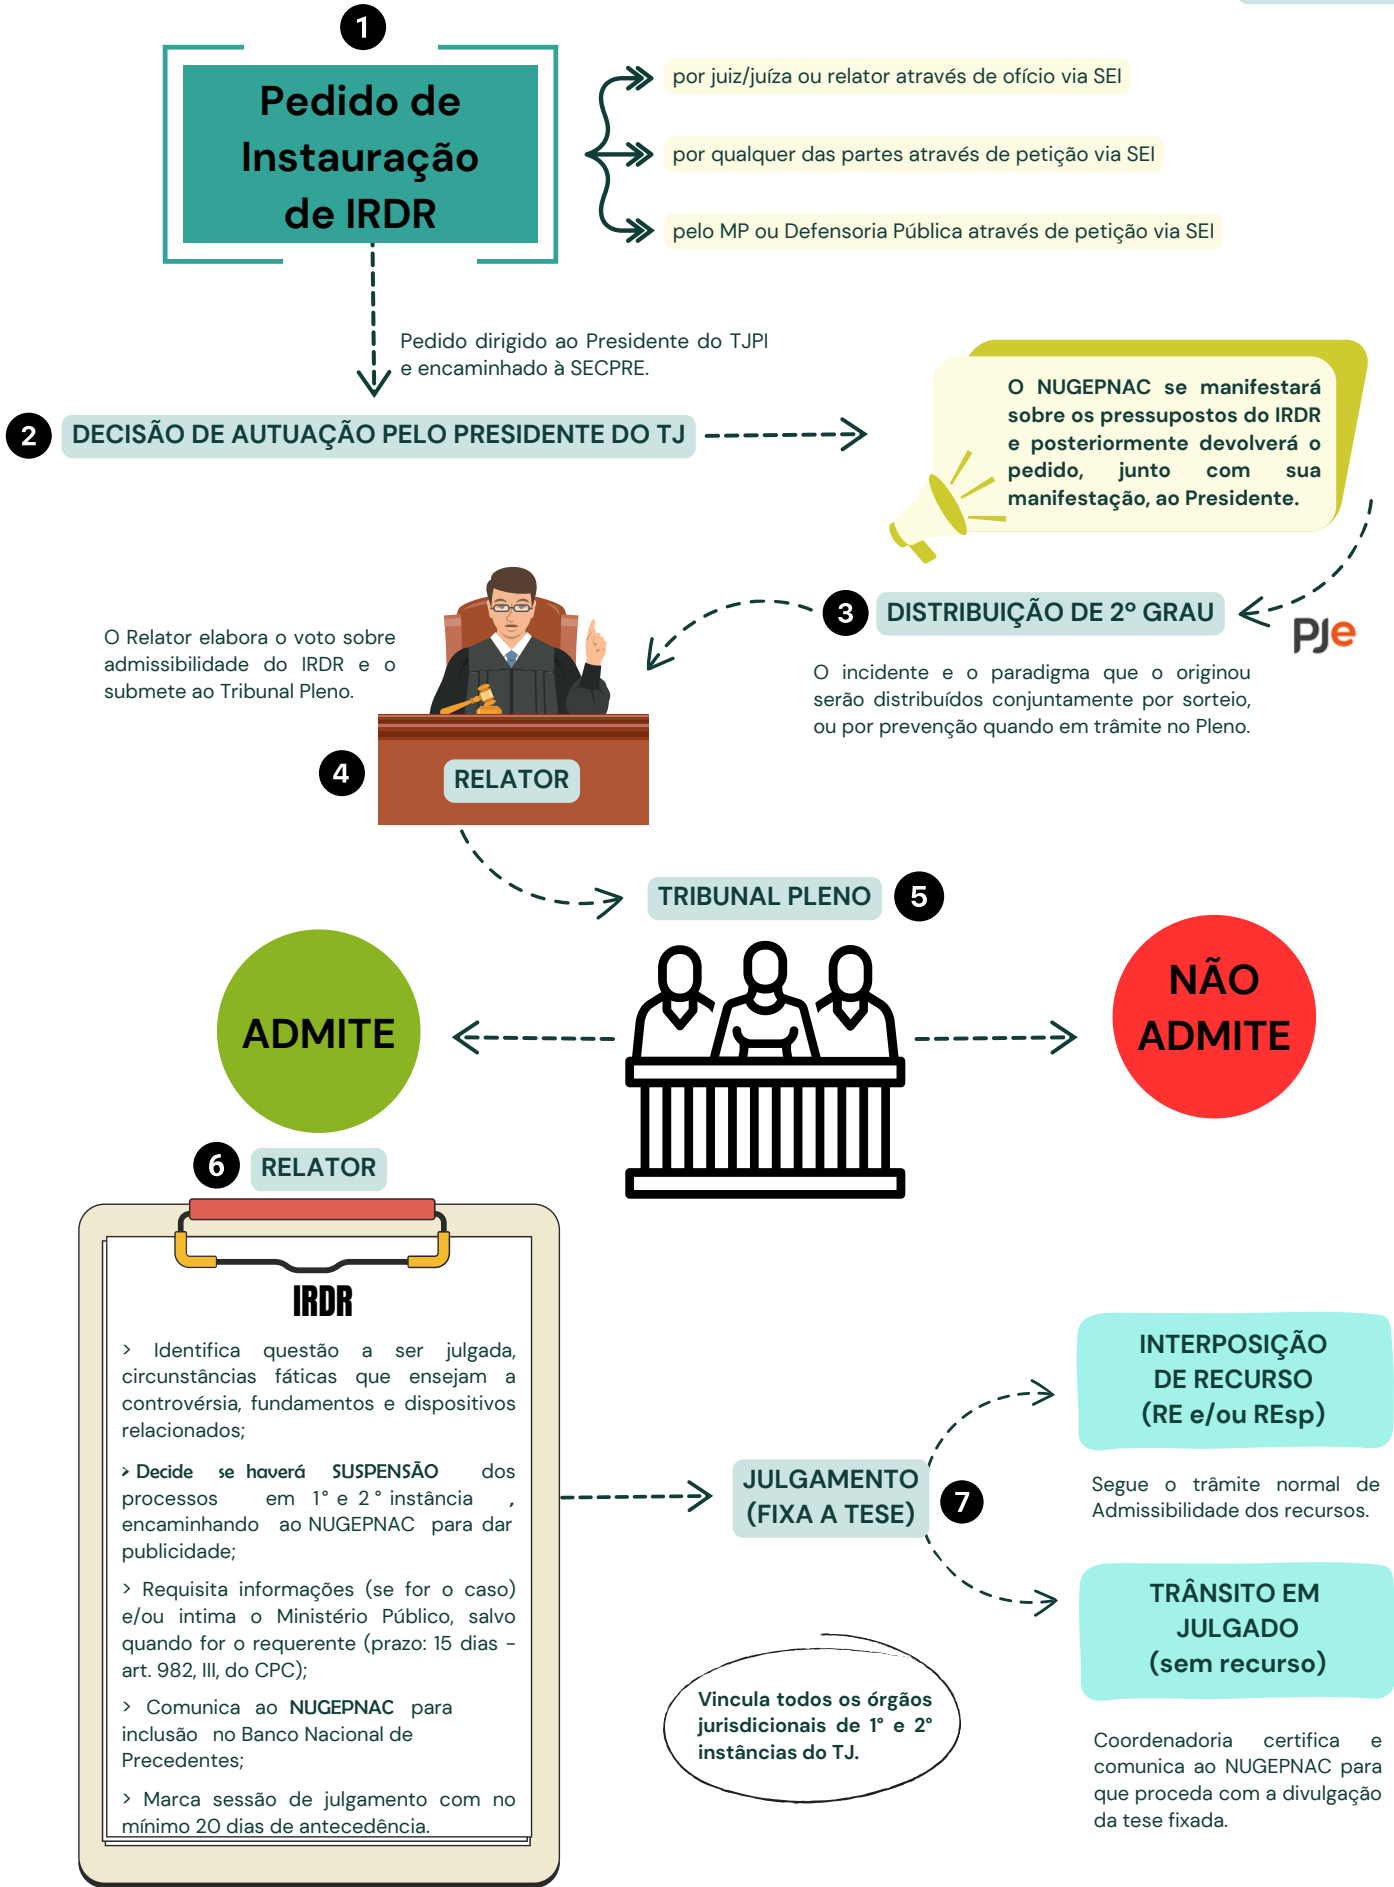 1
Pedido de
Instauração
de IRDR
por juiz/juíza ou relator através de ofício via SEI
por qualquer das partes através de petição via SEI
pelo MP ou Defensoria Pública através de petição via SEI
Pedido dirigido ao Presidente do TJPI
e encaminhado à SECPRE.
2 DECISÃO DE AUTUAÇÃO PELO PRESIDENTE DO TJ
O NUGEPNAC se manifestará
sobre os pressupostos do IRDR
e posteriormente devolverá o
pedido, junto com sua
manifestação, ao Presidente.
3 DISTRIBUIÇÃO DE 2º GRAU
PJe
O incidente e o paradigma que o originou
serão distribuídos conjuntamente por sorteio,
ou por prevenção quando em trâmite no Pleno.
O Relator elabora o voto sobre
admissibilidade do IRDR e o
submete ao Tribunal Pleno.
4 RELATOR
TRIBUNAL PLENO 5
ADMITE
NÃO
ADMITE
6 RELATOR
IRDR
> Identifica questão a ser julgada,
circunstâncias fáticas que ensejam a
controvérsia, fundamentos e dispositivos
relacionados;
> Decide se haverá SUSPENSÃO dos
processos em 1° e 2° instância ,
encaminhando ao NUGEPNAC para dar
publicidade;
> Requisita informações (se for o caso)
e/ou intima o Ministério Público, salvo
quando for o requerente (prazo: 15 dias -
art. 982, III, do CPC);
> Comunica ao NUGEPNAC para
inclusão no Banco Nacional de
Precedentes;
> Marca sessão de julgamento com no
mínimo 20 dias de antecedência.
JULGAMENTO
(FIXA A TESE)
7
Vincula todos os órgãos
jurisdicionais de 1° e 2°
instâncias do TJ.
INTERPOSIÇÃO
DE RECURSO
(RE e/ou REsp)
Segue o trâmite normal de
Admissibilidade dos recursos.
TRÂNSITO EM
JULGADO
(sem recurso)
Coordenadoria certifica e
comunica ao NUGEPNAC para
que proceda com a divulgação
da tese fixada.